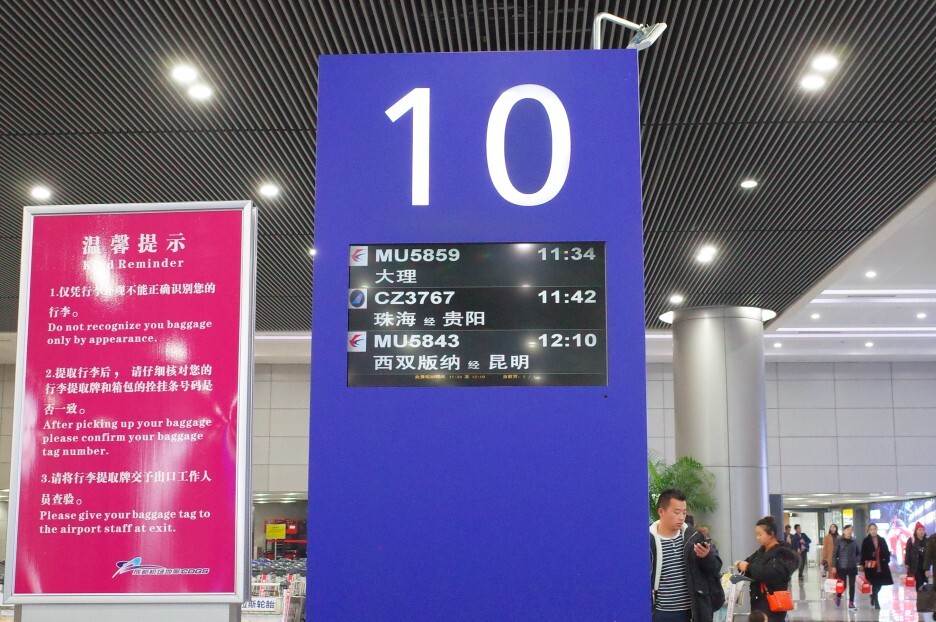 10
MU5859 11:34
大理
CZ3767 11:42
珠海 经 贵阳
MU5843 12:10
西双版纳 经 昆明
温馨提示
Kind Reminder
1.仅凭行李外观不能正确识别您的
行李。
Do not recognize you baggage
only by appearance.
2.提取行李后，请仔细核对您的
行李提取牌和箱包的拴挂条号码是
否一致。
After picking up your baggage
please confirm your baggage
tag number.
3.请将行李提取牌交予出口工作人
员查验。
Please give your baggage tag to
the airport staff at exit.
拉斯轮胎